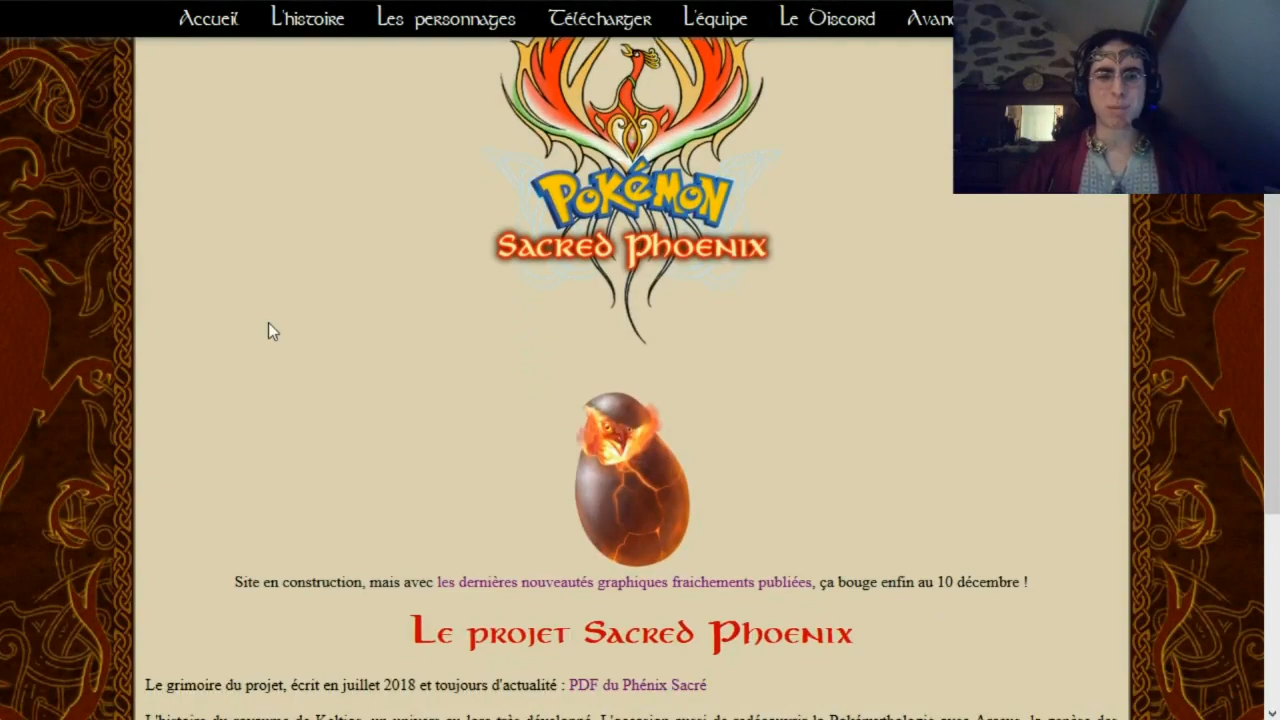 Accueil L'histoire Les personnages Télécharger L'équipe Le Discord
Pokémon
Sacred Phoenix
Site en construction, mais avec les dernières nouveautés graphiques fraichements publiées, ça bouge enfin au 10 décembre !
Le projet Sacred Phoenix
Le grimoire du projet, écrit en juillet 2018 et toujours d'actualité : PDF du Phénix Sacré